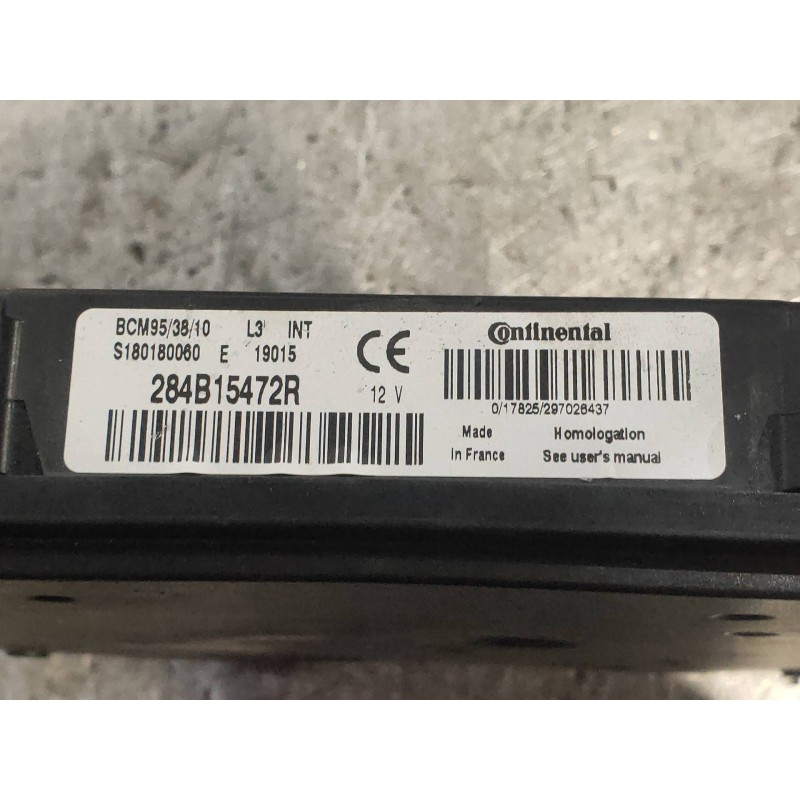 BCM95/38/10 L3 INT
S180180060 E 19015
284B15472R
CE
12 V
Continental
0/17825/297026437
Made
in France
Homologation
See user's manual